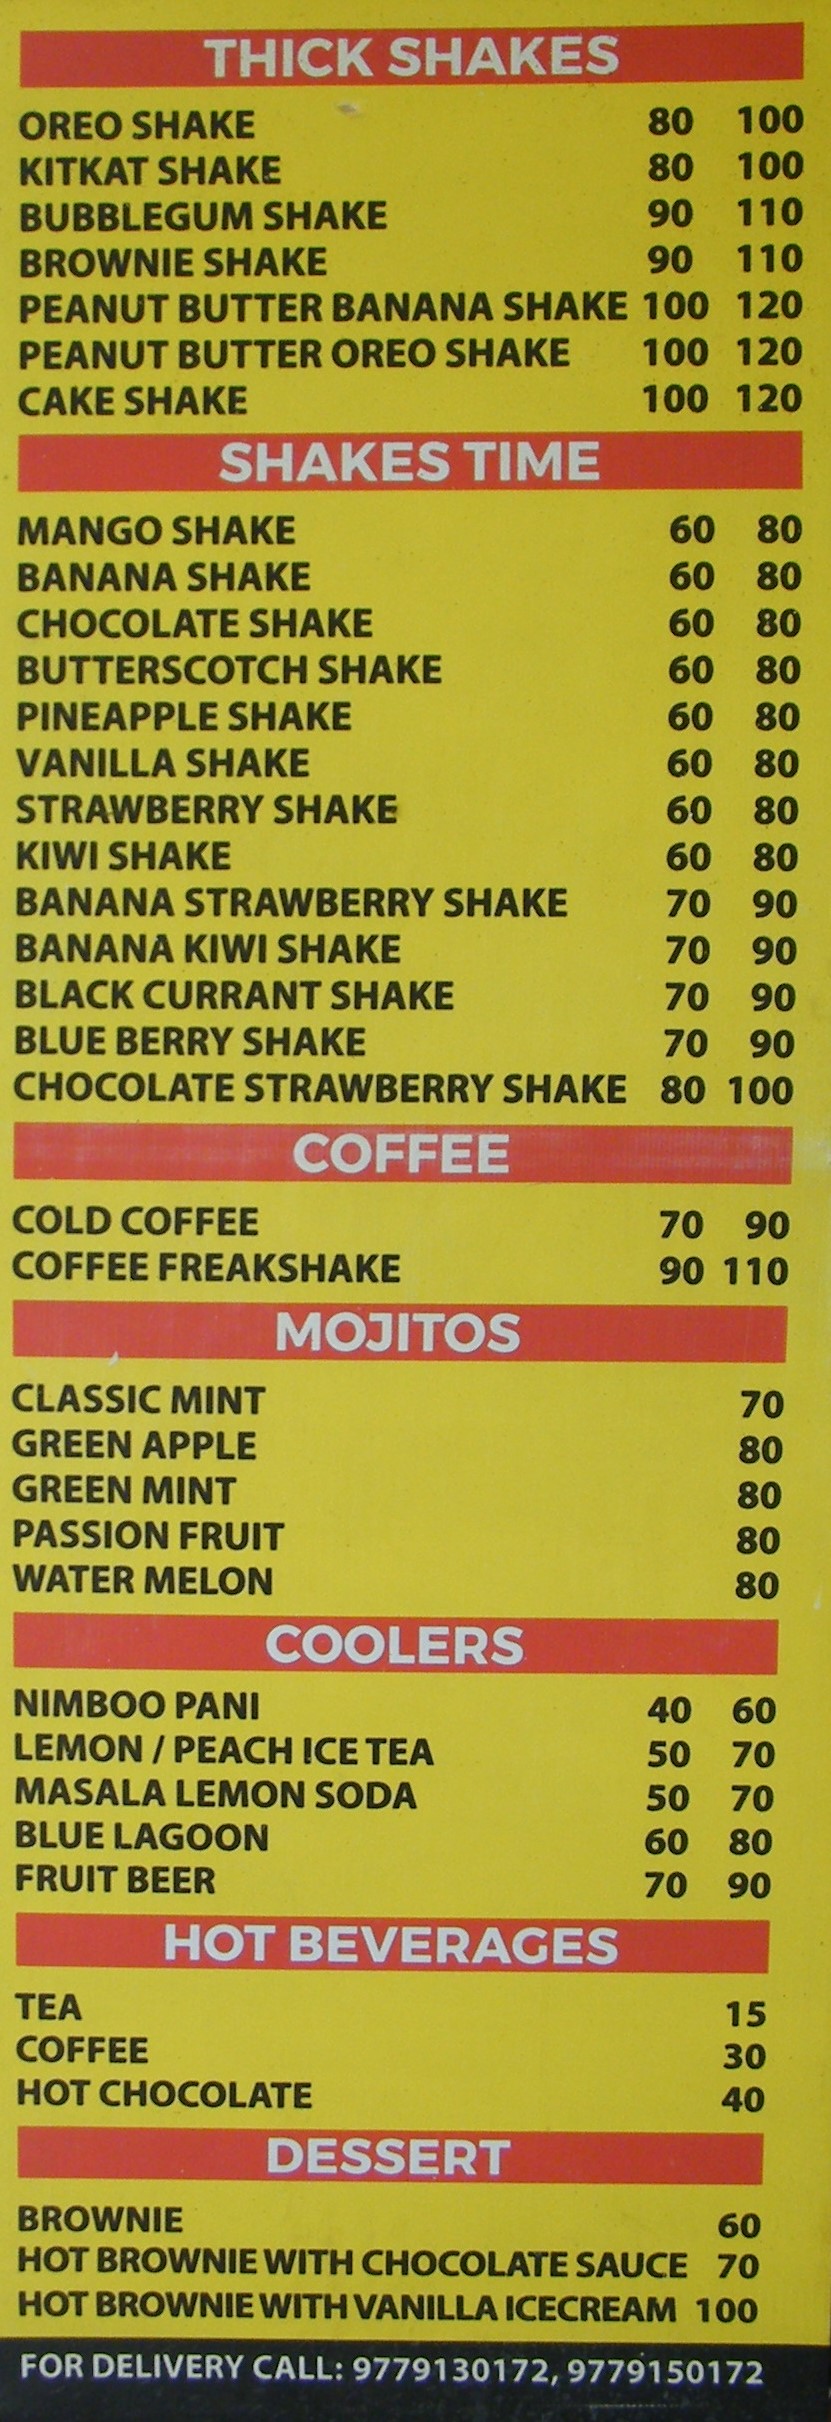 THICK SHAKES
OREO SHAKE 80 100
KITKAT SHAKE 80 100
BUBBLEGUM SHAKE 90 110
BROWNIE SHAKE 90 110
PEANUT BUTTER BANANA SHAKE 100 120
PEANUT BUTTER OREO SHAKE 100 120
CAKE SHAKE 100 120
SHAKES TIME
MANGO SHAKE 60 80
BANANA SHAKE 60 80
CHOCOLATE SHAKE 60 80
BUTTERSCOTCH SHAKE 60 80
PINEAPPLE SHAKE 60 80
VANILLA SHAKE 60 80
STRAWBERRY SHAKE 60 80
KIWI SHAKE 60 80
BANANA STRAWBERRY SHAKE 70 90
BANANA KIWI SHAKE 70 90
BLACK CURRANT SHAKE 70 90
BLUE BERRY SHAKE 70 90
CHOCOLATE STRAWBERRY SHAKE 80 100
COFFEE
COLD COFFEE 70 90
COFFEE FREAKSHAKE 90 110
MOJITOS
CLASSIC MINT 70
GREEN APPLE 80
GREEN MINT 80
PASSION FRUIT 80
WATER MELON 80
COOLERS
NIMBOO PANI 40 60
LEMON / PEACH ICE TEA 50 70
MASALA LEMON SODA 50 70
BLUE LAGOON 60 80
FRUIT BEER 70 90
HOT BEVERAGES
TEA 15
COFFEE 30
HOT CHOCOLATE 40
DESSERT
BROWNIE 60
HOT BROWNIE WITH CHOCOLATE SAUCE 70
HOT BROWNIE WITH VANILLA ICECREAM 100
FOR DELIVERY CALL: 9779130172, 9779150172